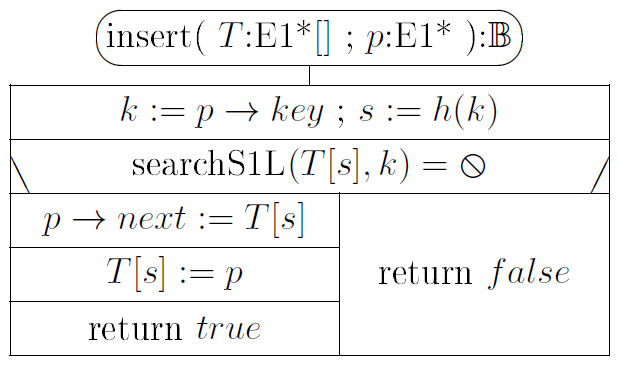 insert( T:E1*[] ; p:E1* ):𝔹
k := p → key ; s := h(k)
searchS1L(T[s], k) = ⦸
p → next := T[s]
T[s] := p
return true
return false